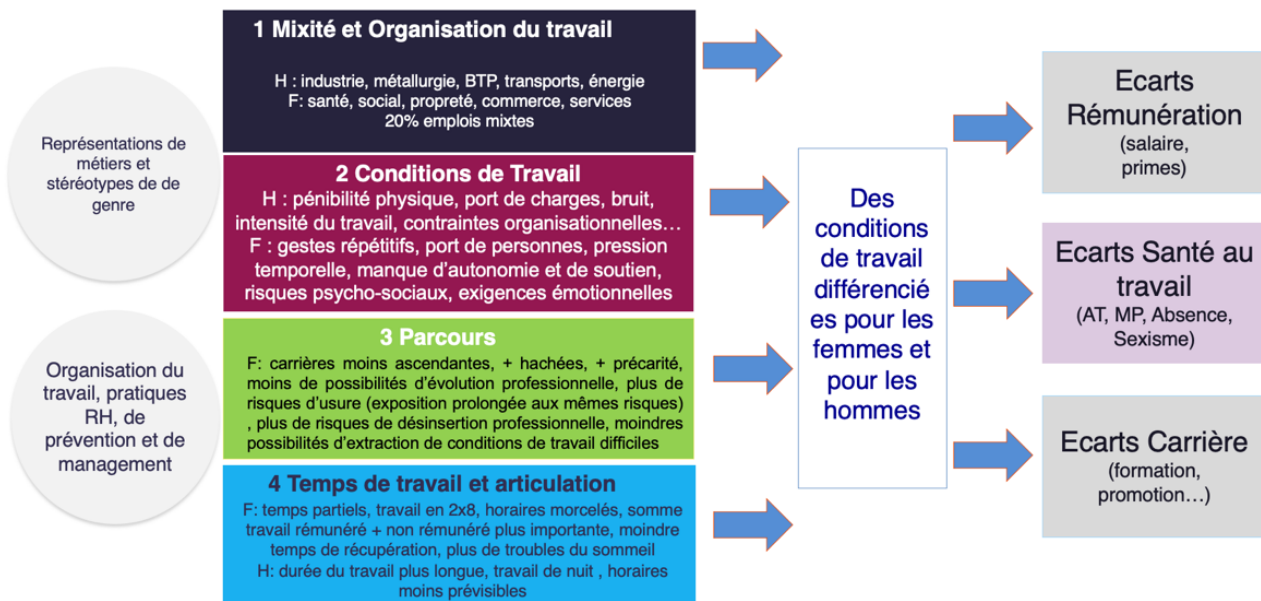 Représentations de
métiers et
stéréotypes de de
genre
Organisation du
travail, pratiques
RH, de
prévention et de
management
1 Mixité et Organisation du travail
H : industrie, métallurgie, BTP, transports, énergie
F: santé, social, propreté, commerce, services
20% emplois mixtes
2 Conditions de Travail
H : pénibilité physique, port de charges, bruit,
intensité du travail, contraintes organisationnelles…
F : gestes répétitifs, port de personnes, pression
temporelle, manque d’autonomie et de soutien,
risques psycho-sociaux, exigences émotionnelles
3 Parcours
F: carrières moins ascendantes, + hachées, + précarité,
moins de possibilités d’évolution professionnelle, plus de
risques d’usure (exposition prolongée aux mêmes risques)
, plus de risques de désinsertion professionnelle, moindres
possibilités d’extraction de conditions de travail difficiles
4 Temps de travail et articulation
F: temps partiels, travail en 2x8, horaires morcelés, somme
travail rémunéré + non rémunéré plus importante, moindre
temps de récupération, plus de troubles du sommeil
H: durée du travail plus longue, travail de nuit , horaires
moins prévisibles
Des
conditions
de travail
différencié
es pour les
femmes et
pour les
hommes
Ecarts
Rémunération
(salaire,
primes)
Ecarts Santé au
travail
(AT, MP, Absence,
Sexisme)
Ecarts Carrière
(formation,
promotion…)